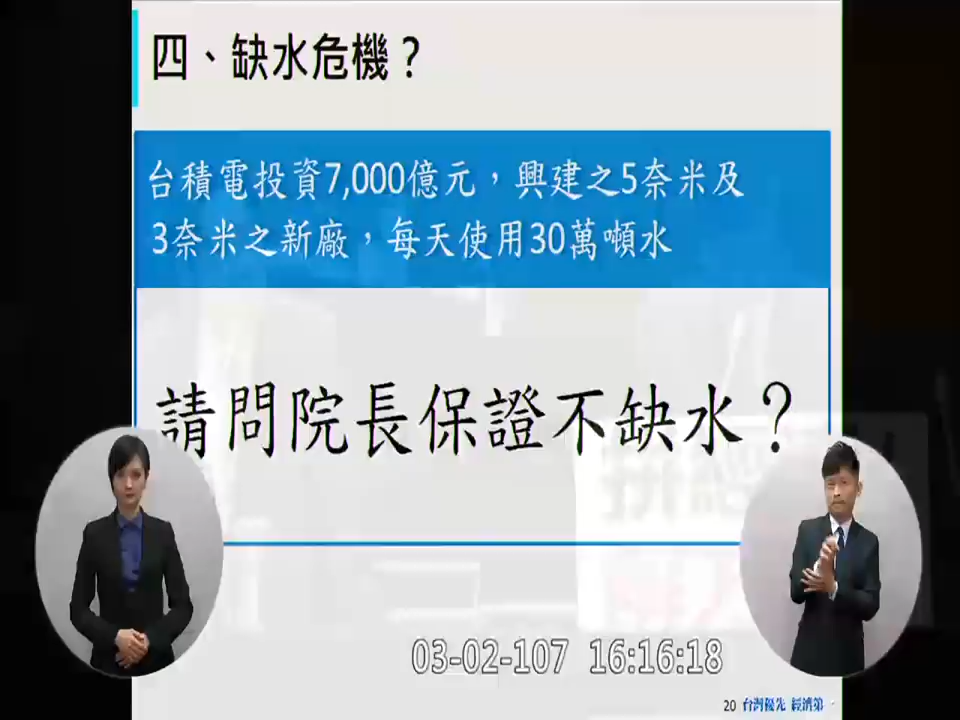 四、缺水危機？
台積電投資7,000億元，興建之5奈米及
3奈米之新廠，每天使用30萬噸水
請問院長保證不缺水？
03-02-107 16:16:18
20 台灣優先 經濟第一